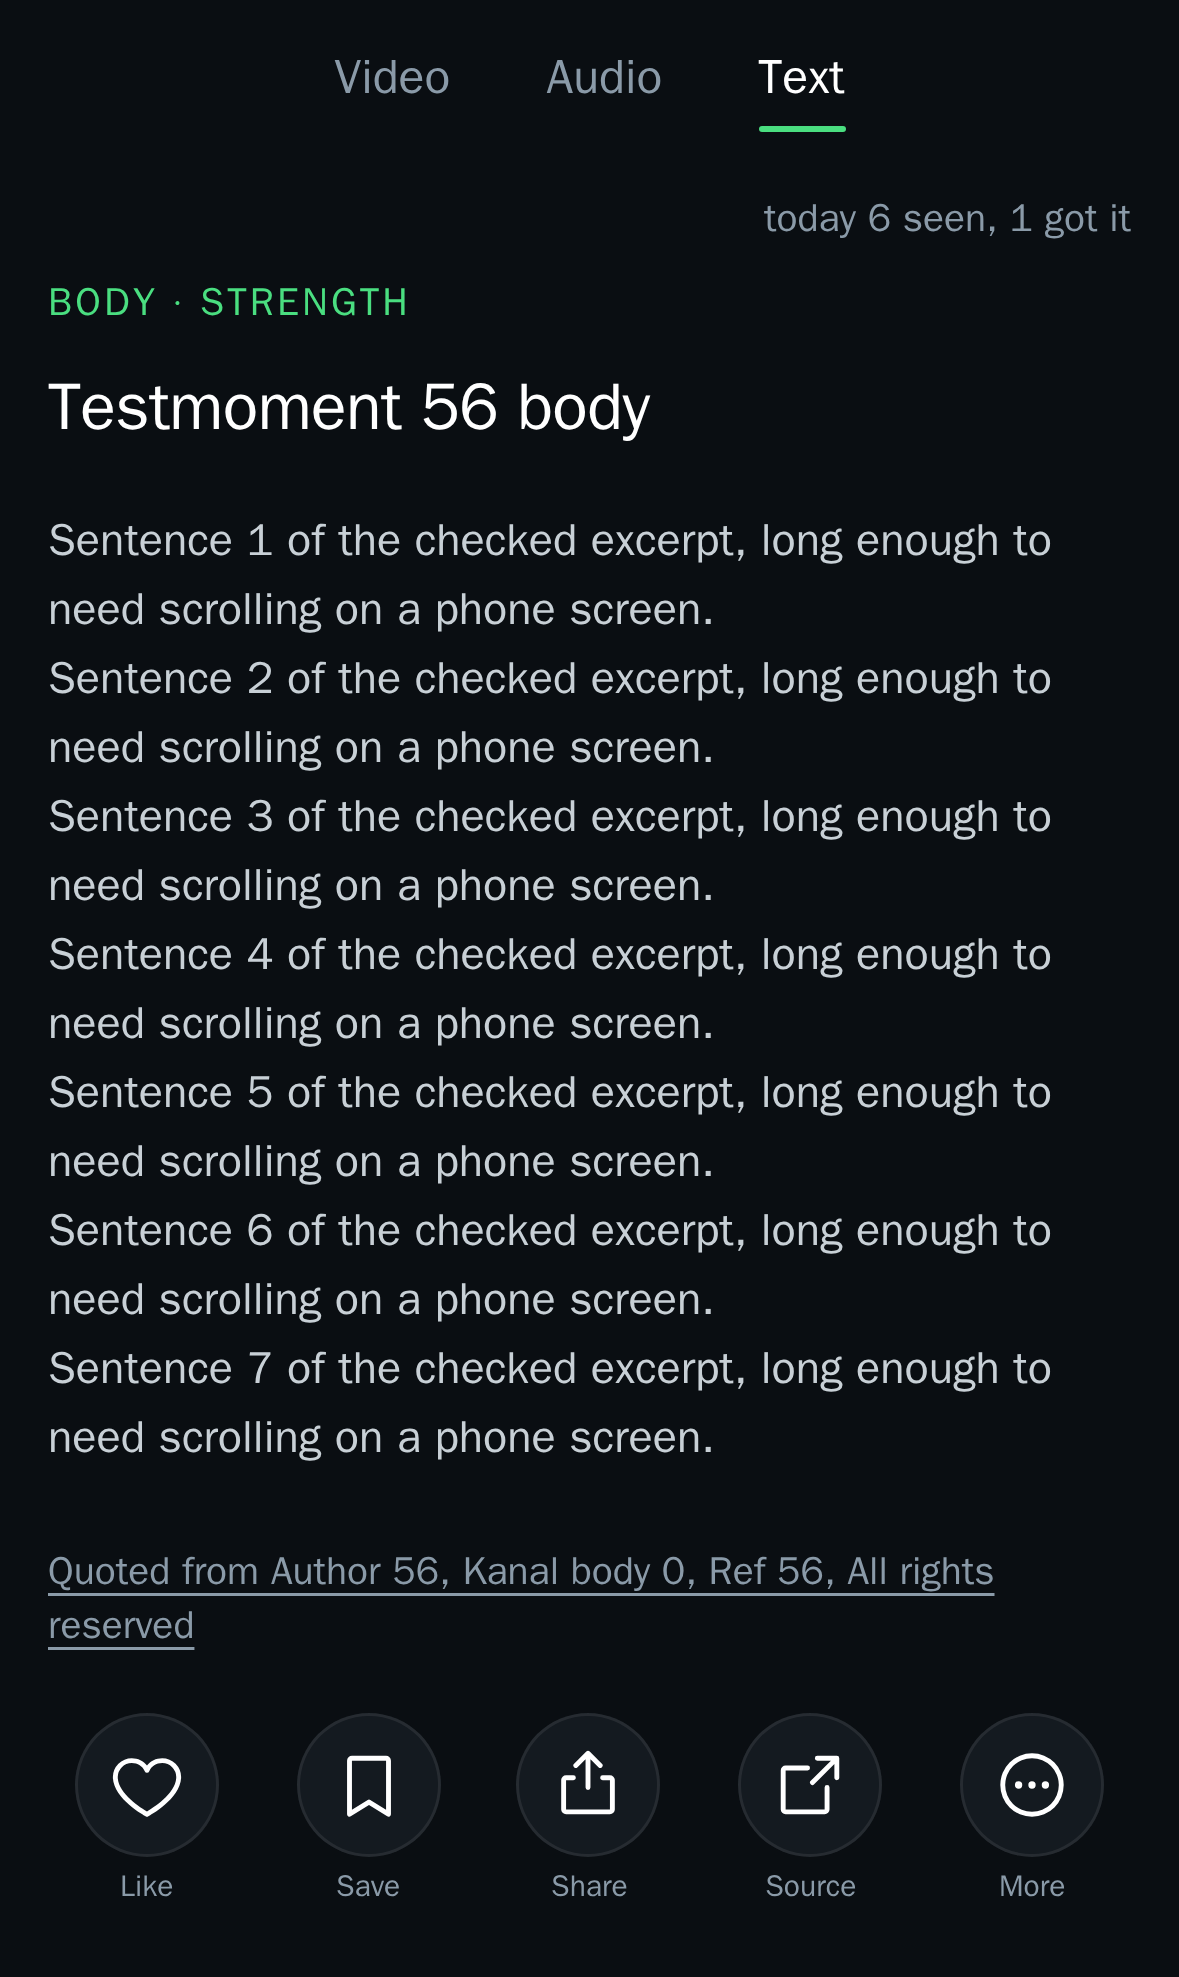 Video Audio Text
today 6 seen, 1 got it
BODY · STRENGTH
Testmoment 56 body
Sentence 1 of the checked excerpt, long enough to
need scrolling on a phone screen.
Sentence 2 of the checked excerpt, long enough to
need scrolling on a phone screen.
Sentence 3 of the checked excerpt, long enough to
need scrolling on a phone screen.
Sentence 4 of the checked excerpt, long enough to
need scrolling on a phone screen.
Sentence 5 of the checked excerpt, long enough to
need scrolling on a phone screen.
Sentence 6 of the checked excerpt, long enough to
need scrolling on a phone screen.
Sentence 7 of the checked excerpt, long enough to
need scrolling on a phone screen.
Quoted from Author 56, Kanal body 0, Ref 56, All rights
reserved
Like Save Share Source More